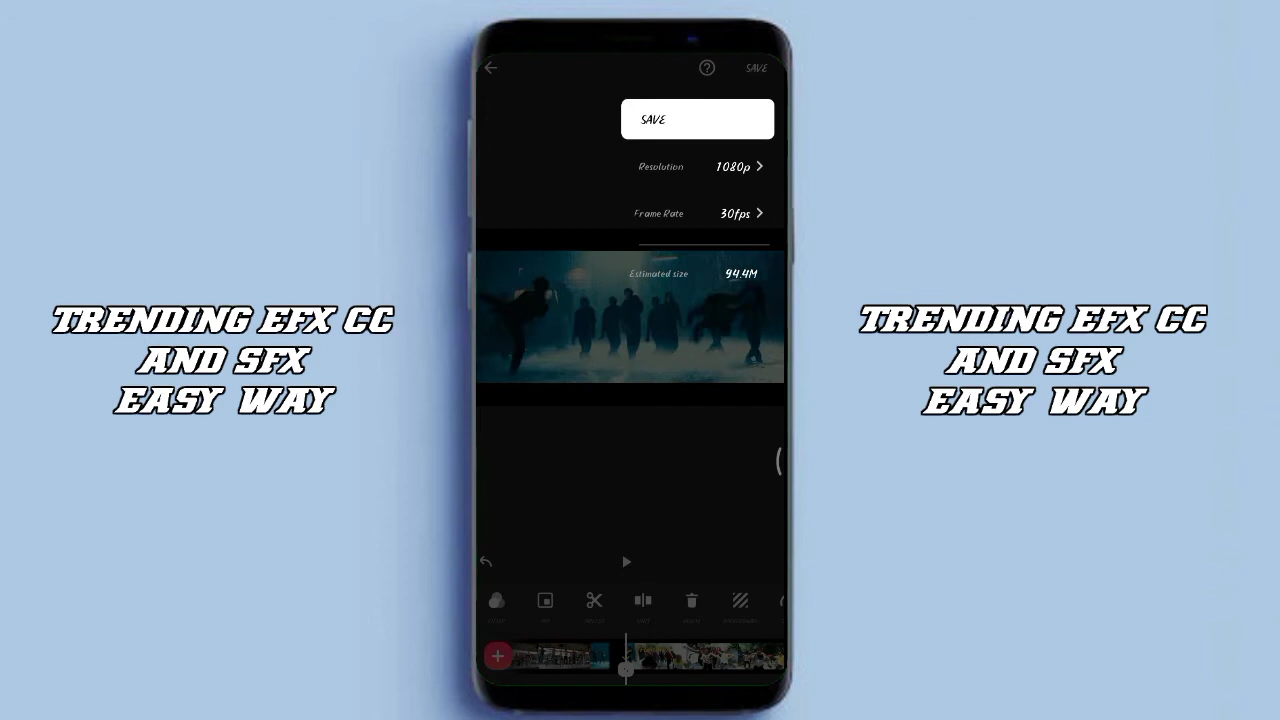 SAVE
SAVE
Resolution 1080p
Frame Rate 30fps
Estimated size 94.4M
TRENDING EFX CC
AND SFX
EASY WAY
TRENDING EFX CC
AND SFX
EASY WAY